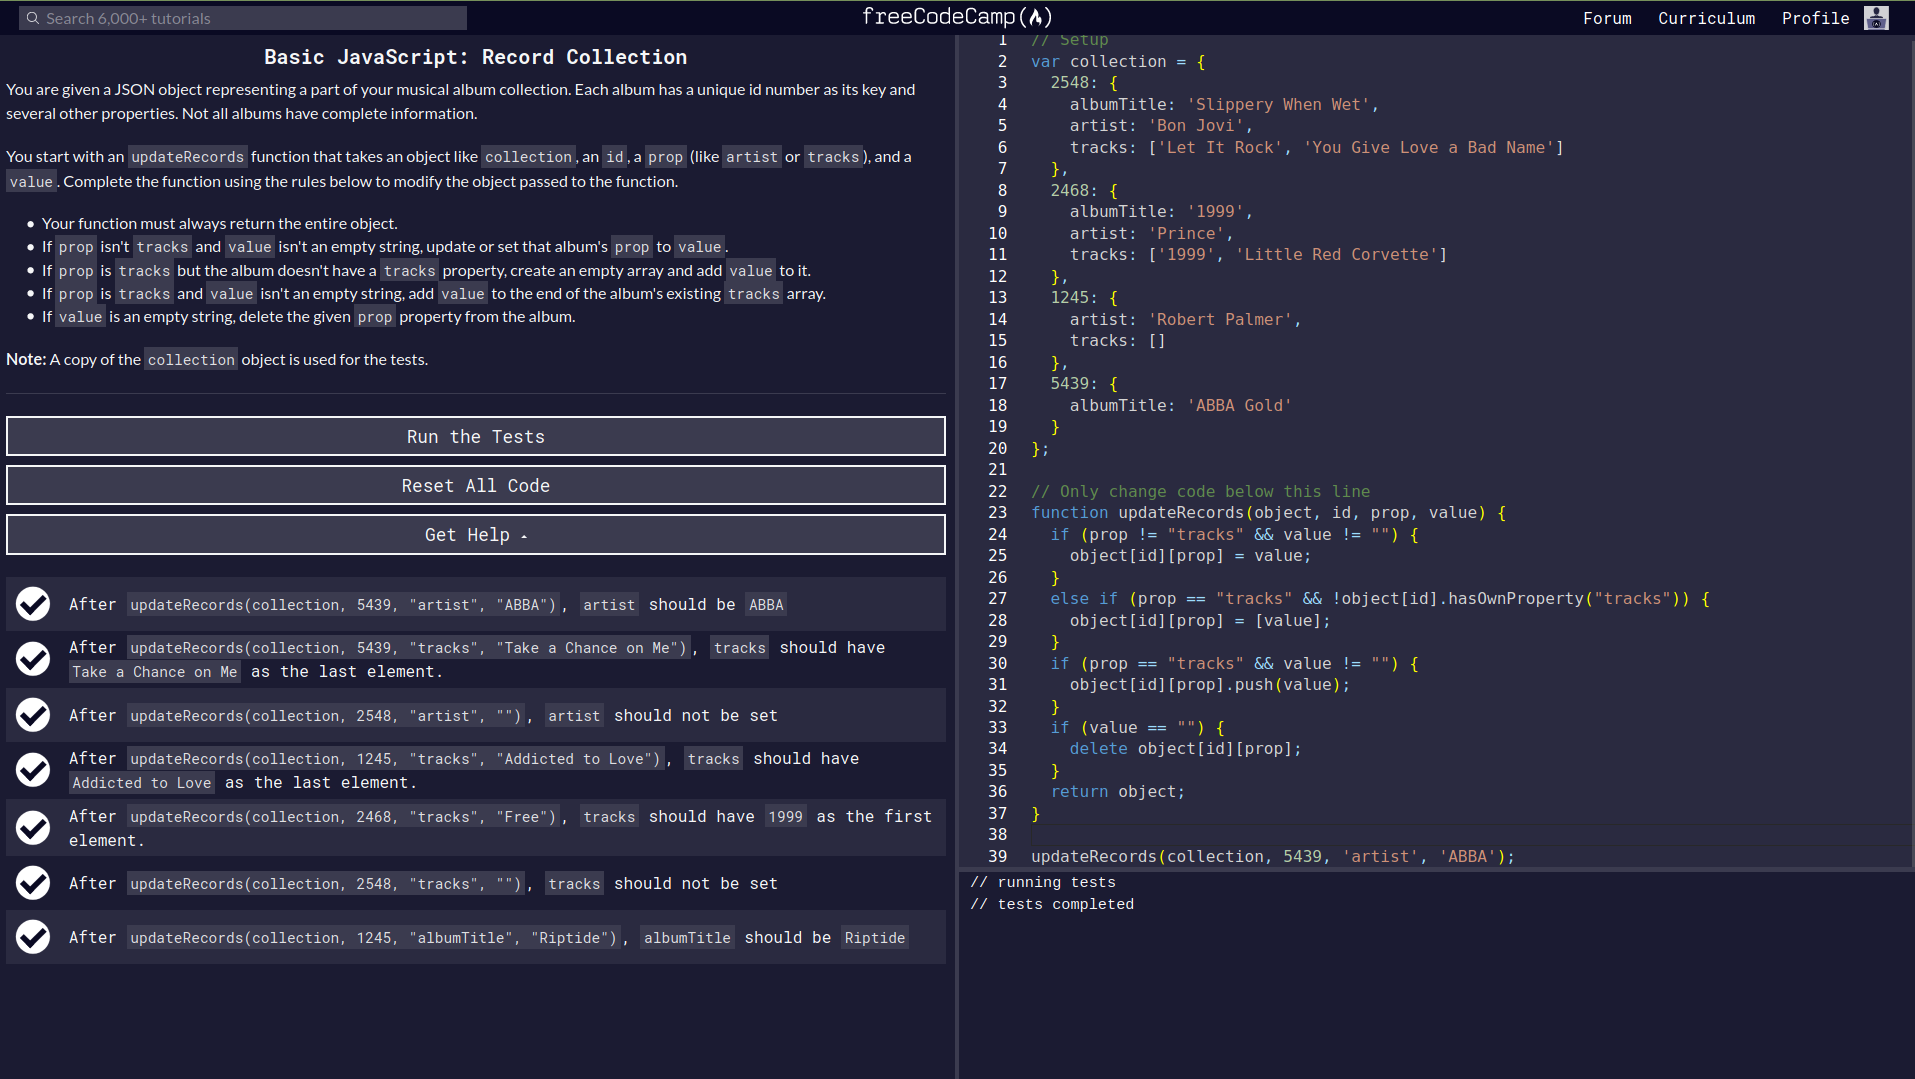 Search 6,000+ tutorials
freeCodeCamp
Forum
Curriculum
Profile
Basic JavaScript: Record Collection
You are given a JSON object representing a part of your musical album collection. Each album has a unique id number as its key and
several other properties. Not all albums have complete information.
You start with an updateRecords function that takes an object like collection, an id, a prop (like artist or tracks), and a
value. Complete the function using the rules below to modify the object passed to the function.
• Your function must always return the entire object.
• If prop isn't tracks and value isn't an empty string, update or set that album's prop to value.
• If prop is tracks but the album doesn't have a tracks property, create an empty array and add value to it.
• If prop is tracks and value isn't an empty string, add value to the end of the album's existing tracks array.
• If value is an empty string, delete the given prop property from the album.
Note: A copy of the collection object is used for the tests.
Run the Tests
Reset All Code
Get Help
After updateRecords(collection, 5439, "artist", "ABBA"), artist should be ABBA
After updateRecords(collection, 5439, "tracks", "Take a Chance on Me"), tracks should have
Take a Chance on Me as the last element.
After updateRecords(collection, 2548, "artist", ""), artist should not be set
After updateRecords(collection, 1245, "tracks", "Addicted to Love"), tracks should have
Addicted to Love as the last element.
After updateRecords(collection, 2468, "tracks", "Free"), tracks should have 1999 as the first
element.
After updateRecords(collection, 2548, "tracks", ""), tracks should not be set
After updateRecords(collection, 1245, "albumTitle", "Riptide"), albumTitle should be Riptide
1 // Setup
2 var collection = {
3   2548: {
4     albumTitle: 'Slippery When Wet',
5     artist: 'Bon Jovi',
6     tracks: ['Let It Rock', 'You Give Love a Bad Name']
7   },
8   2468: {
9     albumTitle: '1999',
10     artist: 'Prince',
11     tracks: ['1999', 'Little Red Corvette']
12   },
13   1245: {
14     artist: 'Robert Palmer',
15     tracks: []
16   },
17   5439: {
18     albumTitle: 'ABBA Gold'
19   }
20 };
21
22 // Only change code below this line
23 function updateRecords(object, id, prop, value) {
24   if (prop != "tracks" && value != "") {
25     object[id][prop] = value;
26   }
27   else if (prop == "tracks" && !object[id].hasOwnProperty("tracks")) {
28     object[id][prop] = [value];
29   }
30   if (prop == "tracks" && value != "") {
31     object[id][prop].push(value);
32   }
33   if (value == "") {
34     delete object[id][prop];
35   }
36   return object;
37 }
38
39 updateRecords(collection, 5439, 'artist', 'ABBA');
// running tests
// tests completed